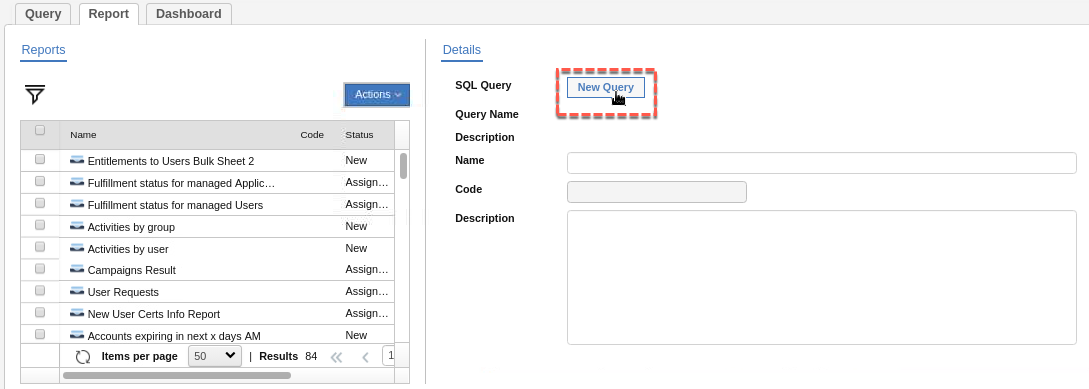 Query Report Dashboard
Reports
Actions
Name Code Status
Entitlements to Users Bulk Sheet 2 New
Fulfillment status for managed Applic... Assign...
Fulfillment status for managed Users Assign...
Activities by group New
Activities by user New
Campaigns Result Assign...
User Requests Assign...
New User Certs Info Report Assign...
Accounts expiring in next x days AM New
Items per page 50 | Results 84 1
Details
SQL Query New Query
Query Name
Description
Name
Code
Description